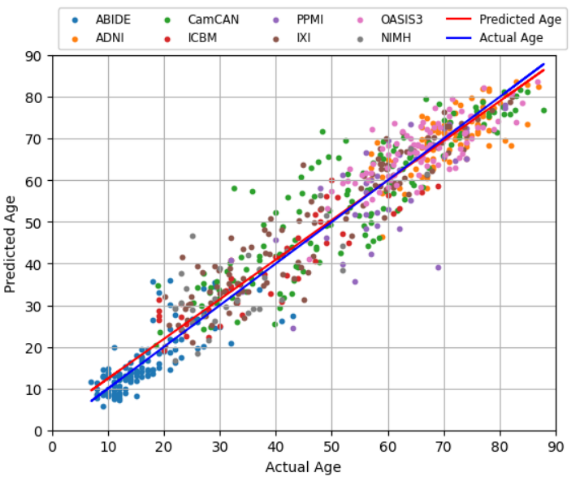 ABIDE CamCAN PPMI OASIS3 Predicted Age
ADNI ICBM IXI NIMH Actual Age
90
80
70
60
50
40
30
20
10
0
Predicted Age
0 10 20 30 40 50 60 70 80 90
Actual Age